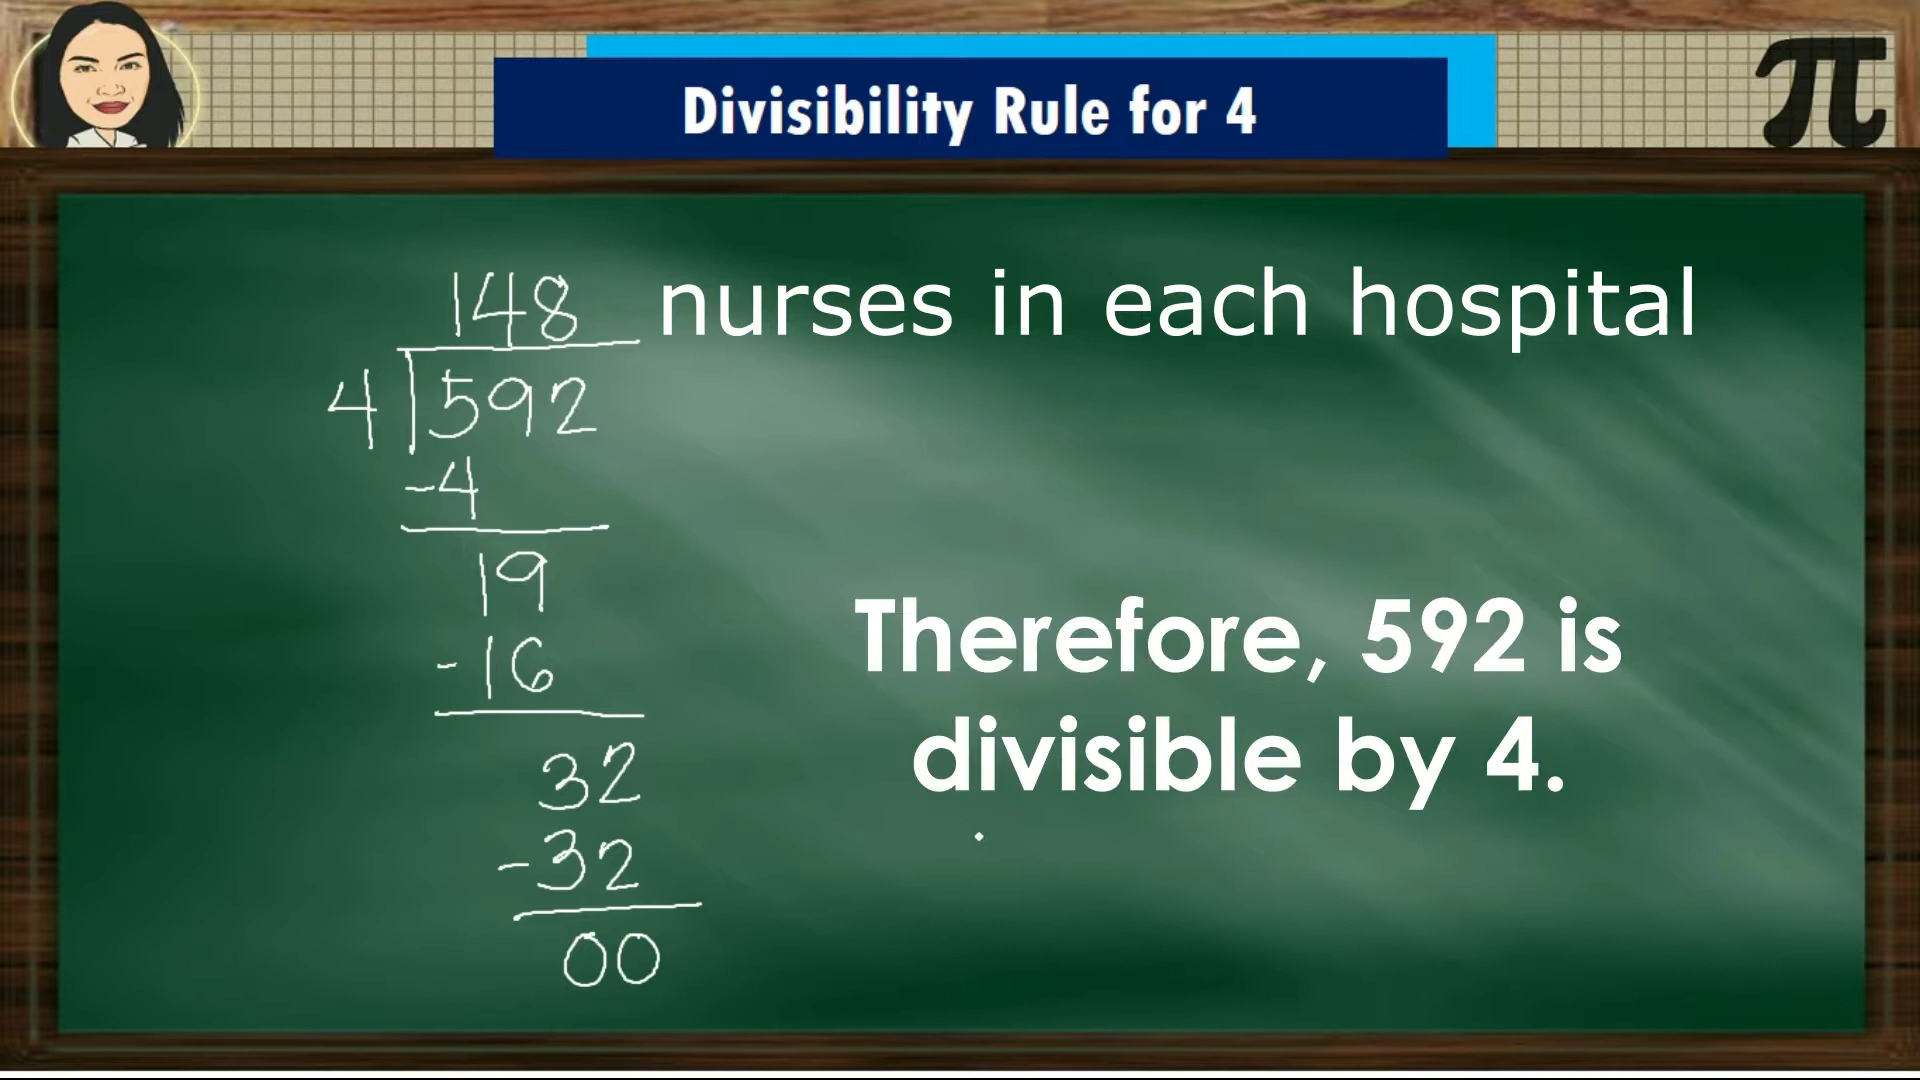 Divisibility Rule for 4
π
148 nurses in each hospital
4 592
-4
19
-16
32
-32
00
Therefore, 592 is
divisible by 4.